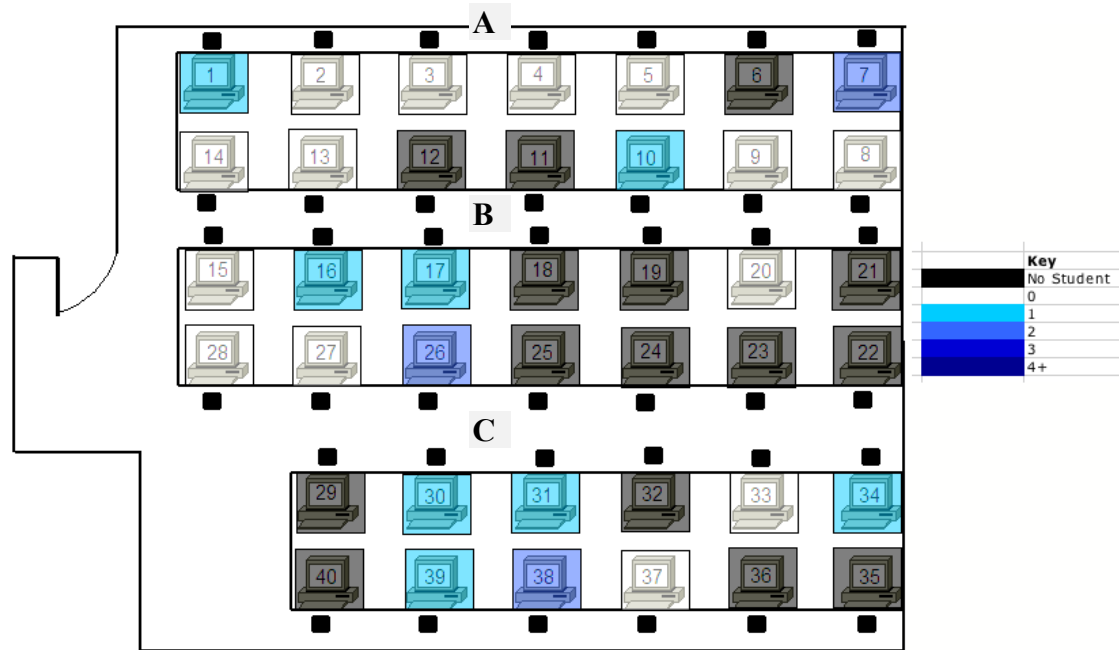 A
1 2 3 4 5 6 7
14 13 12 11 10 9 8
B
15 16 17 18 19 20 21
28 27 26 25 24 23 22
C
29 30 31 32 33 34
40 39 38 37 36 35
Key
No Student
0
1
2
3
4+